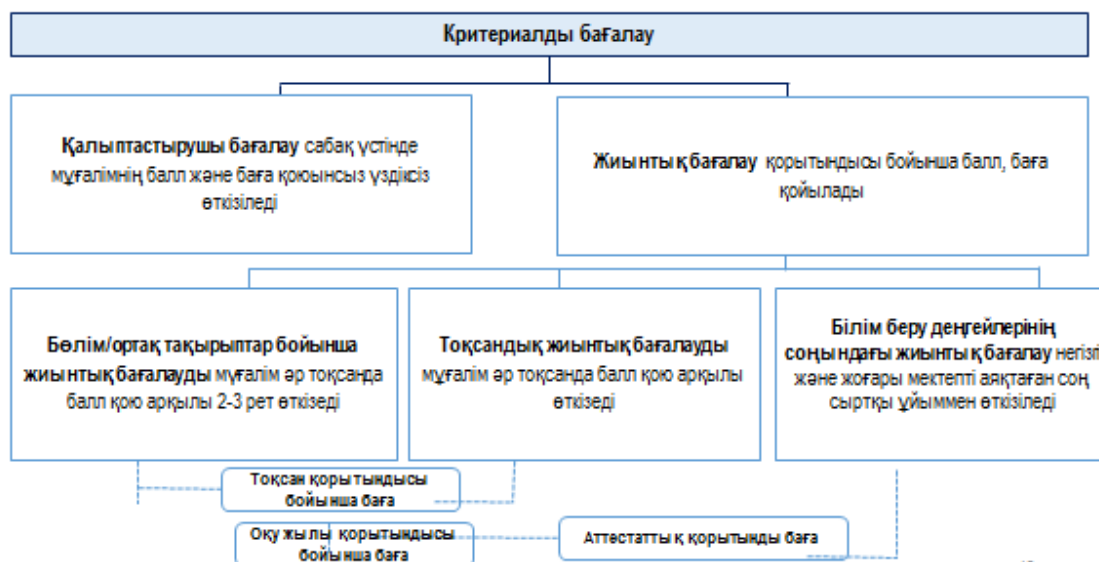 Критериалды бағалау
Қалыптастырушы бағалау сабақ үстінде
мұғалімнің балл және баға қоюынсыз үздіксіз
өткізіледі
Жиынтық бағалау қорытындысы бойынша балл, баға
қойылады
Бөлім/ортақ тақырыптар бойынша
жиынтық бағалауды мұғалім әр тоқсанда
балл қою арқылы 2-3 рет өткізеді
Тоқсандық жиынтық бағалауды
мұғалім әр тоқсанда балл қою арқылы
өткізеді
Білім беру деңгейлерінің
соңындағы жиынтық бағалау негізгі
және жоғары мектепті аяқтаған соң
сыртқы ұйыммен өткізіледі
Тоқсан қорытындысы
бойынша баға
Оқу жылы қорытындысы
бойынша баға
Аттестаттық қорытынды баға